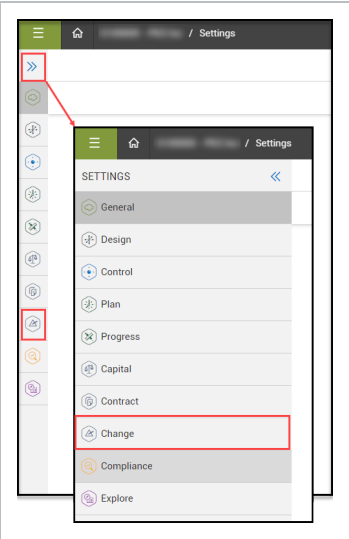 / Settings
/ Settings
SETTINGS
General
Design
Control
Plan
Progress
Capital
Contract
Change
Compliance
Explore